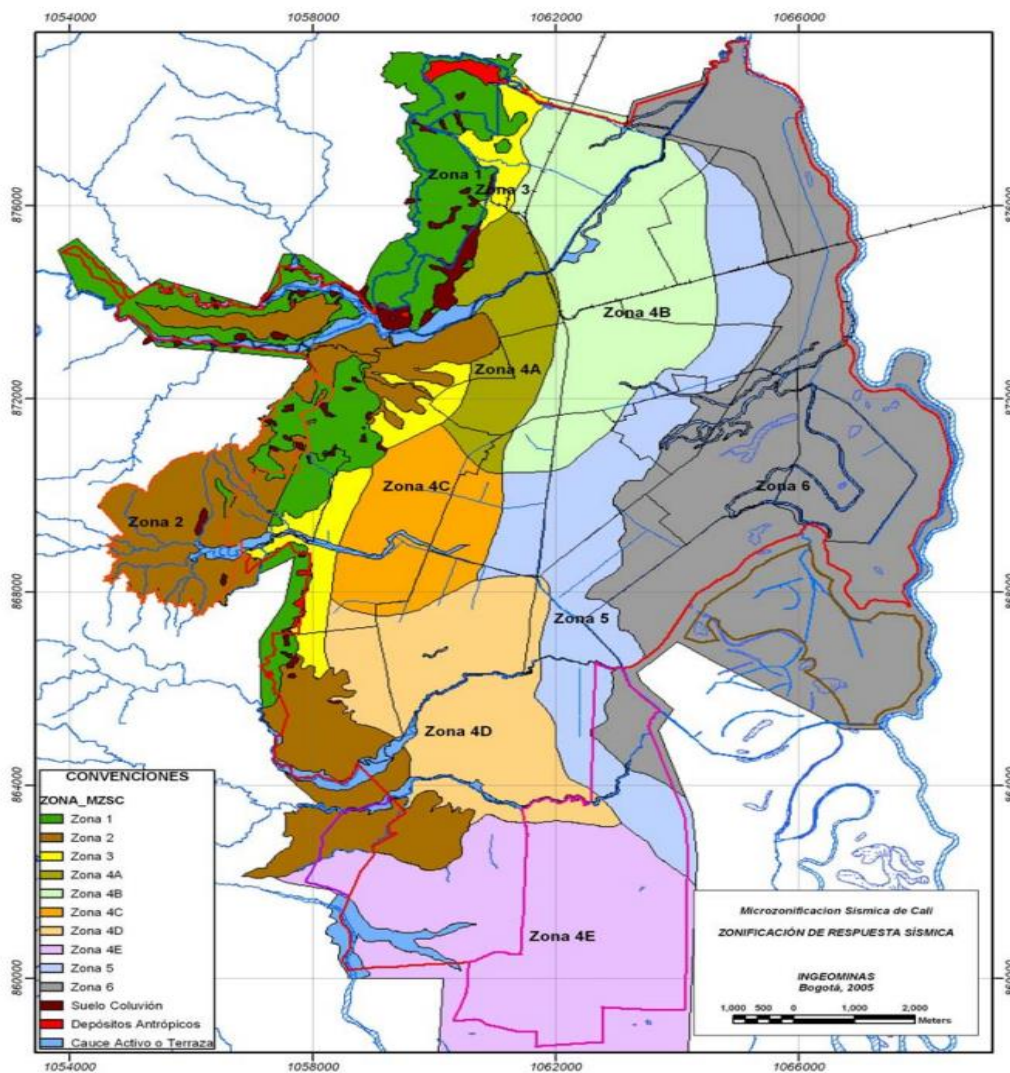 1054000 1058000 1062000 1066000
876000 876000
872000 872000
868000 868000
864000 864000
860000 860000
Zona 1
Zona 3
Zona 4B
Zona 4A
Zona 4C
Zona 6
Zona 2
Zona 5
Zona 4D
Zona 4E
CONVENCIONES
ZONA_MZSC
Zona 1
Zona 2
Zona 3
Zona 4A
Zona 4B
Zona 4C
Zona 4D
Zona 4E
Zona 5
Zona 6
Suelo Coluvión
Depósitos Antrópicos
Cauce Activo o Terraza
Microzonificacion Sísmica de Cali
ZONIFICACIÓN DE RESPUESTA SÍSMICA
INGEOMINAS
Bogotá, 2005
1,000 500 0 1,000 2,000
Meters
1054000 1058000 1062000 1066000